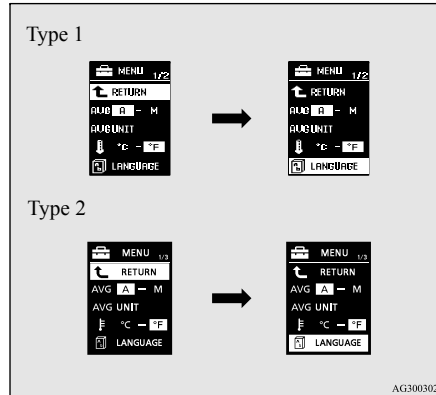 Type 1
MENU 1/2
RETURN
AVG A - M
AVG UNIT
°C - °F
LANGUAGE
MENU 1/2
RETURN
AVG A - M
AVG UNIT
°C - °F
LANGUAGE
Type 2
MENU 1/3
RETURN
AVG A - M
AVG UNIT
°C - °F
LANGUAGE
MENU 1/3
RETURN
AVG A - M
AVG UNIT
°C - °F
LANGUAGE
AG300302